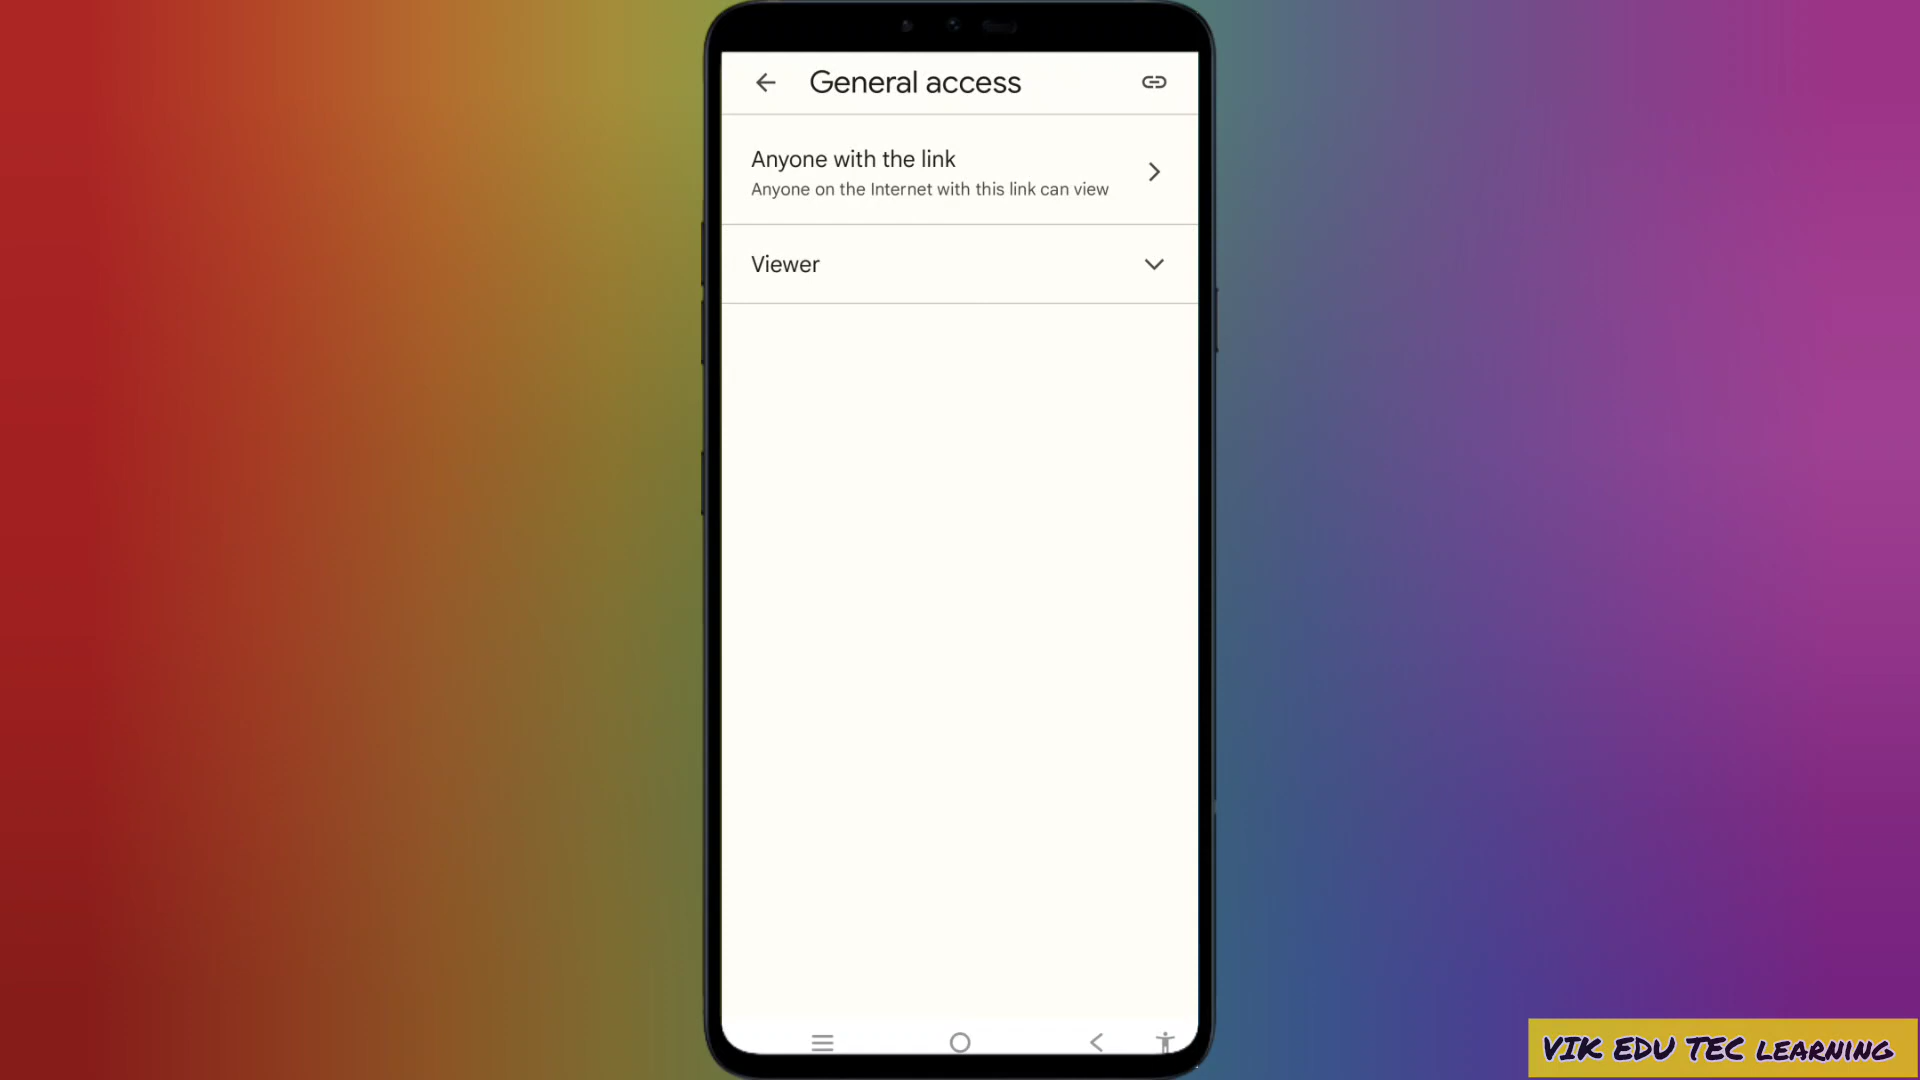 General access
Anyone with the link
Anyone on the Internet with this link can view
Viewer
VIK EDU TEC LEARNING